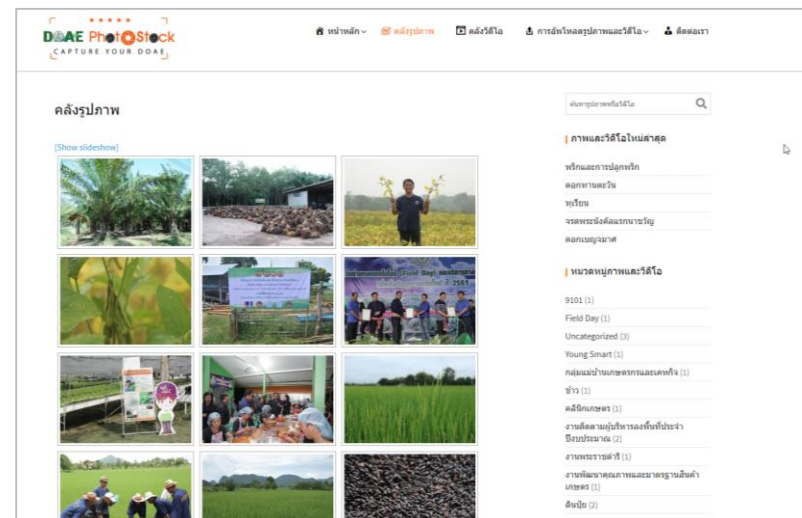 DOAE PhotoStock
CAPTURE YOUR DOAE
หน้าหลัก
คลังรูปภาพ
คลังวีดีโอ
การอัพโหลดรูปภาพและวีดีโอ
ติดต่อเรา
คลังรูปภาพ
[Show slideshow]
ค้นหารูปภาพหรือวีดีโอ
ภาพและวีดีโอใหม่ล่าสุด
พริกและการปลูกพริก
ดอกทานตะวัน
ทุเรียน
จรดพระนังคัลแรกนาขวัญ
ดอกเบญจมาศ
หมวดหมู่ภาพและวีดีโอ
9101 (1)
Field Day (1)
Uncategorized (3)
Young Smart (1)
กลุ่มแม่บ้านเกษตรกรและเคหกิจ (1)
ข้าว (1)
คลินิกเกษตร (1)
งานติดตามผู้บริหารลงพื้นที่ประจำ
ปีงบประมาณ (2)
งานพระราชดำริ (1)
งานพัฒนาคุณภาพและมาตรฐานสินค้า
เกษตร (1)
ดินปุ๋ย (2)